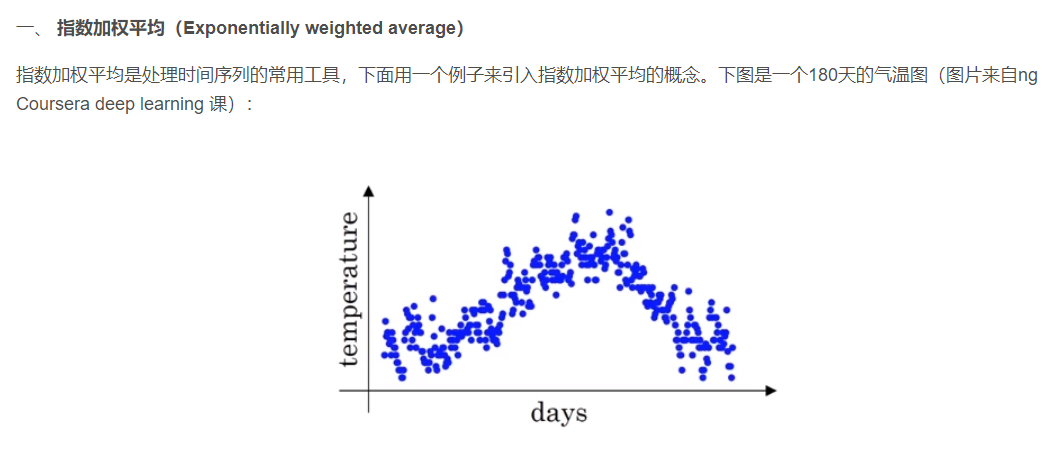 一、 指数加权平均（Exponentially weighted average）
指数加权平均是处理时间序列的常用工具，下面用一个例子来引入指数加权平均的概念。下图是一个180天的气温图（图片来自ng
Coursera deep learning 课）：
temperature
days